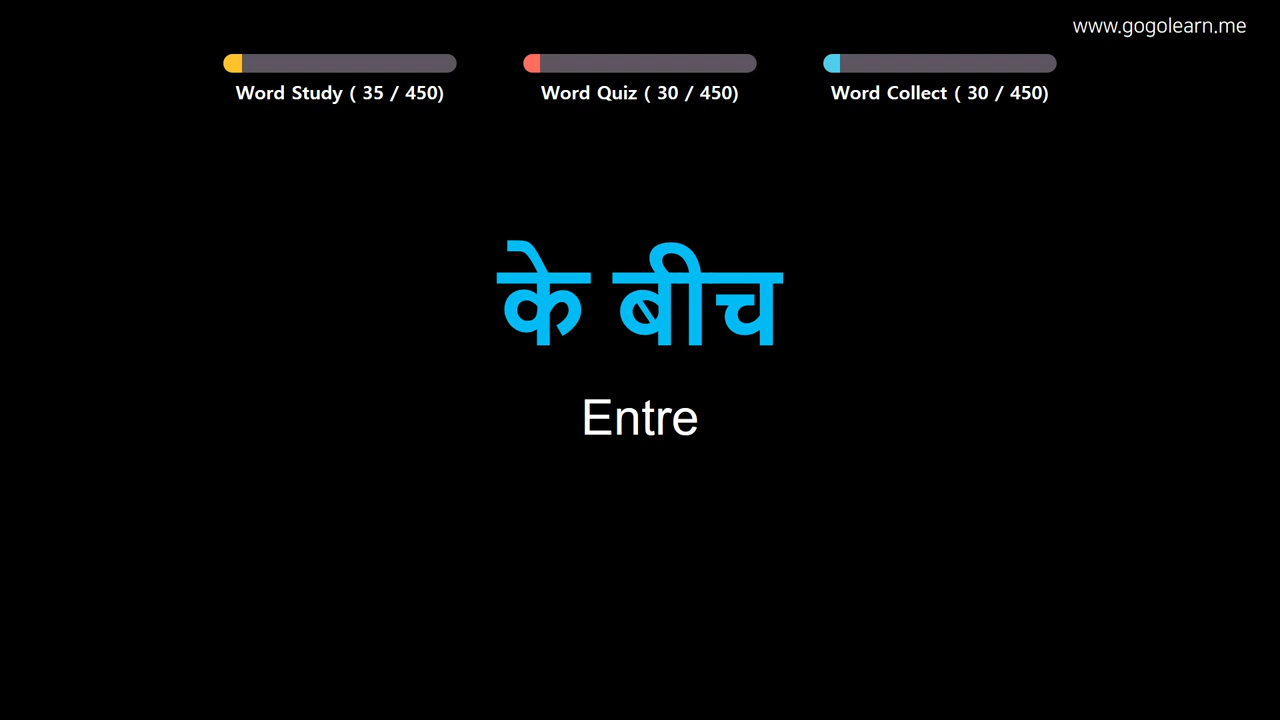 www.gogolearn.me
Word Study ( 35 / 450)
Word Quiz ( 30 / 450)
Word Collect ( 30 / 450)
के बीच
Entre